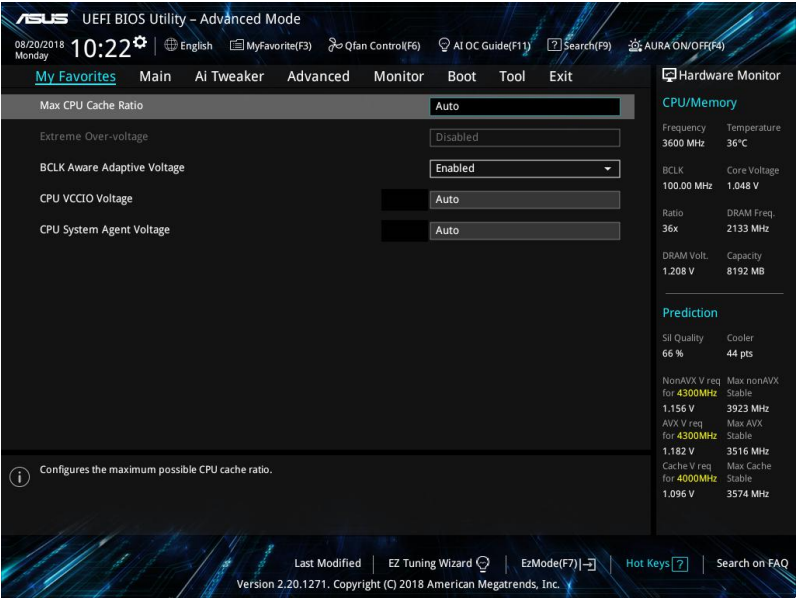 ASUS UEFI BIOS Utility – Advanced Mode
08/20/2018 Monday 10:22 English MyFavorite(F3) Qfan Control(F6) AI OC Guide(F11) ? Search(F9) AURA ON/OFF(F4)
My Favorites Main Ai Tweaker Advanced Monitor Boot Tool Exit
Max CPU Cache Ratio Auto
Extreme Over-voltage Disabled
BCLK Aware Adaptive Voltage Enabled
CPU VCCIO Voltage Auto
CPU System Agent Voltage Auto
i Configures the maximum possible CPU cache ratio.
Hardware Monitor
CPU/Memory
Frequency Temperature
3600 MHz 36°C
BCLK Core Voltage
100.00 MHz 1.048 V
Ratio DRAM Freq.
36x 2133 MHz
DRAM Volt. Capacity
1.208 V 8192 MB
Prediction
Sil Quality Cooler
66 % 44 pts
NonAVX V req Max nonAVX
for 4300MHz Stable
1.156 V 3923 MHz
AVX V req Max AVX
for 4300MHz Stable
1.182 V 3516 MHz
Cache V req Max Cache
for 4000MHz Stable
1.096 V 3574 MHz
Last Modified EZ Tuning Wizard EzMode(F7) Hot Keys ? Search on FAQ
Version 2.20.1271. Copyright (C) 2018 American Megatrends, Inc.